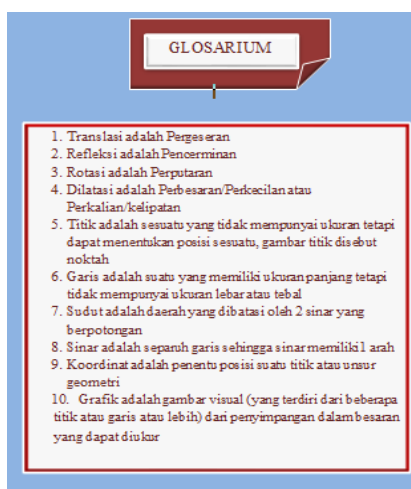 GLOSARIUM
1. Translasi adalah Pergeseran
2. Refleksi adalah Pencerminan
3. Rotasi adalah Perputaran
4. Dilatasi adalah Perbesaran/Perkecilan atau
Perkalian/kelipatan
5. Titik adalah sesuatu yang tidak mempunyai ukuran tetapi
dapat menentukan posisi sesuatu, gambar titik disebut
noktah
6. Garis adalah suatu yang memiliki ukuran panjang tetapi
tidak mempunyai ukuran lebar atau tebal
7. Sudut adalah daerah yang dibatasi oleh 2 sinar yang
berpotongan
8. Sinar adalah separuh garis sehingga sinar memiliki 1 arah
9. Koordinat adalah penentu posisi suatu titik atau unsur
geometri
10. Grafik adalah gambar visual (yang terdiri dari beberapa
titik atau garis atau lebih) dari penyimpangan dalam besaran
yang dapat diukur